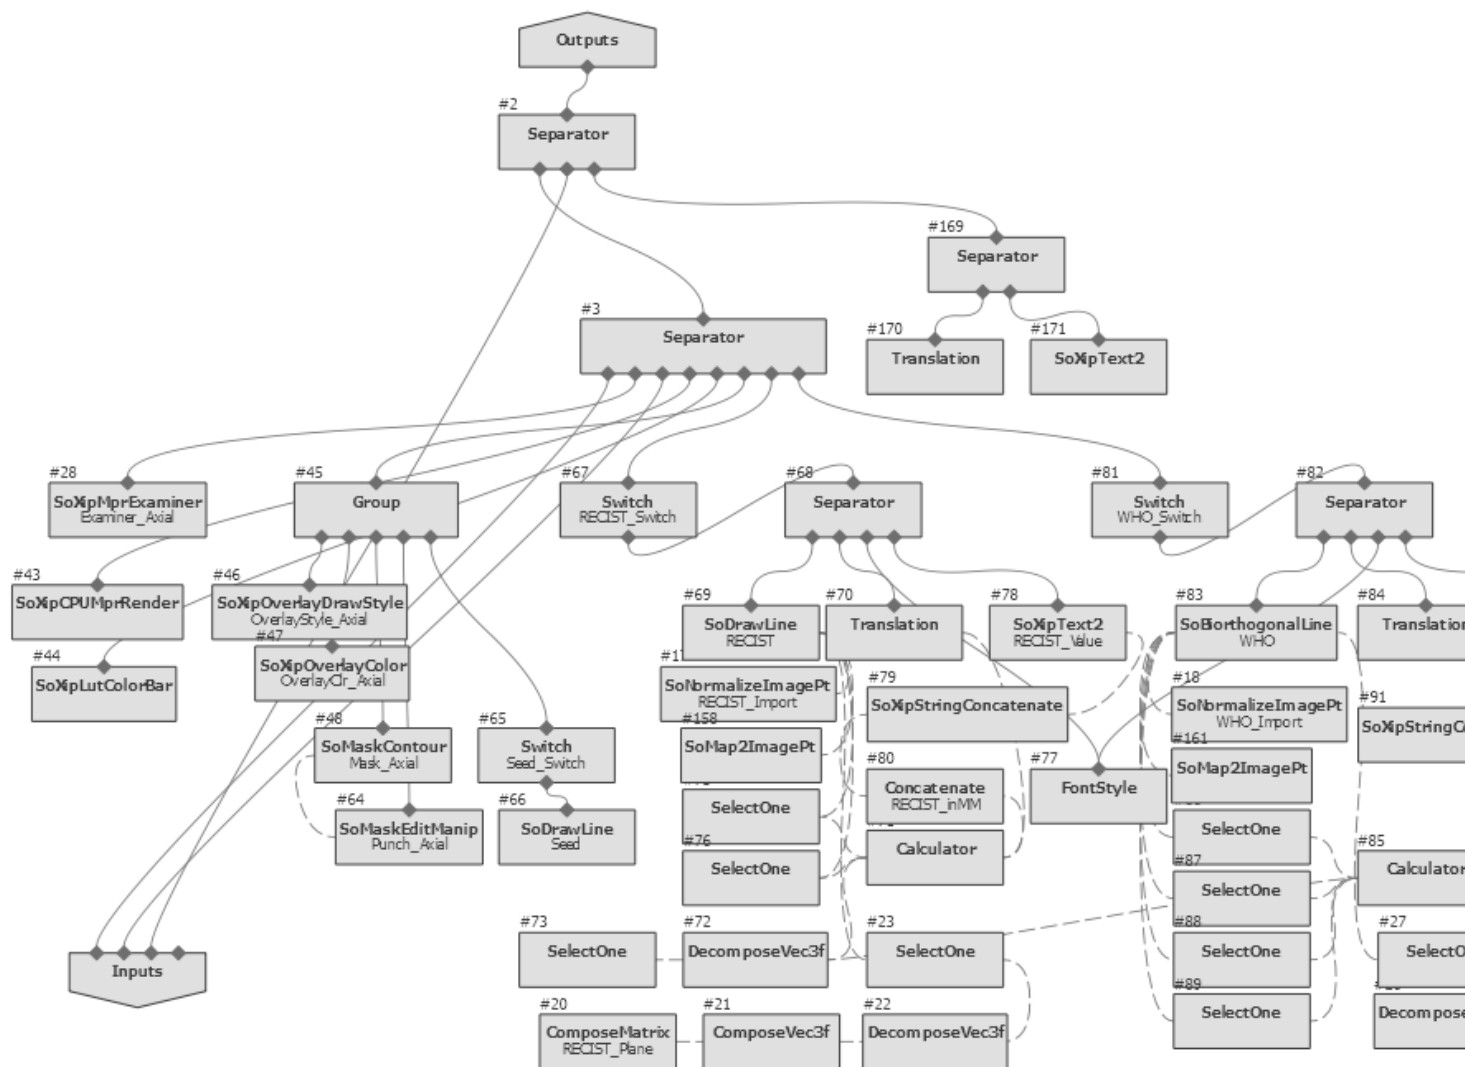 Outputs
#2
Separator
#169
Separator
#3
Separator
#170
Translation
#171
SoXipText2
#28
SoXipMprExaminer
Examiner_Axial
#45
Group
#67
Switch
RECIST_Switch
#68
Separator
#81
Switch
WHO_Switch
#82
Separator
#43
SoXipCPUMprRender
#46
SoXipOverlayDrawStyle
OverlayStyle_Axial
#69
SoDrawLine
RECIST
#70
Translation
#78
SoXipText2
RECIST_Value
#83
WHO
#84
Translation
#47
SoXipOverlayColor
OverlayClr_Axial
#44
SoXipLutColorBar
SoNormalizeImagePt
RECIST_Import
#79
SoXipStringConcatenate
#18
SoNormalizeImagePt
WHO_Import
#91
SoXipStringCo
#48
SoMaskContour
Mask_Axial
#65
Switch
Seed_Switch
#158
SoMap2ImagePt
#80
Concatenate
RECIST_inMM
#77
FontStyle
#161
SoMap2ImagePt
#64
SoMaskEditManip
Punch_Axial
#66
SoDrawLine
Seed
SelectOne
SelectOne
#76
SelectOne
Calculator
#87
SelectOne
#85
Calculator
#73
SelectOne
#72
DecomposeVec3f
#23
SelectOne
#88
SelectOne
#27
SelectO
Inputs
#20
ComposeMatrix
RECIST_Plane
#21
ComposeVec3f
#22
DecomposeVec3f
#89
SelectOne
Decompose